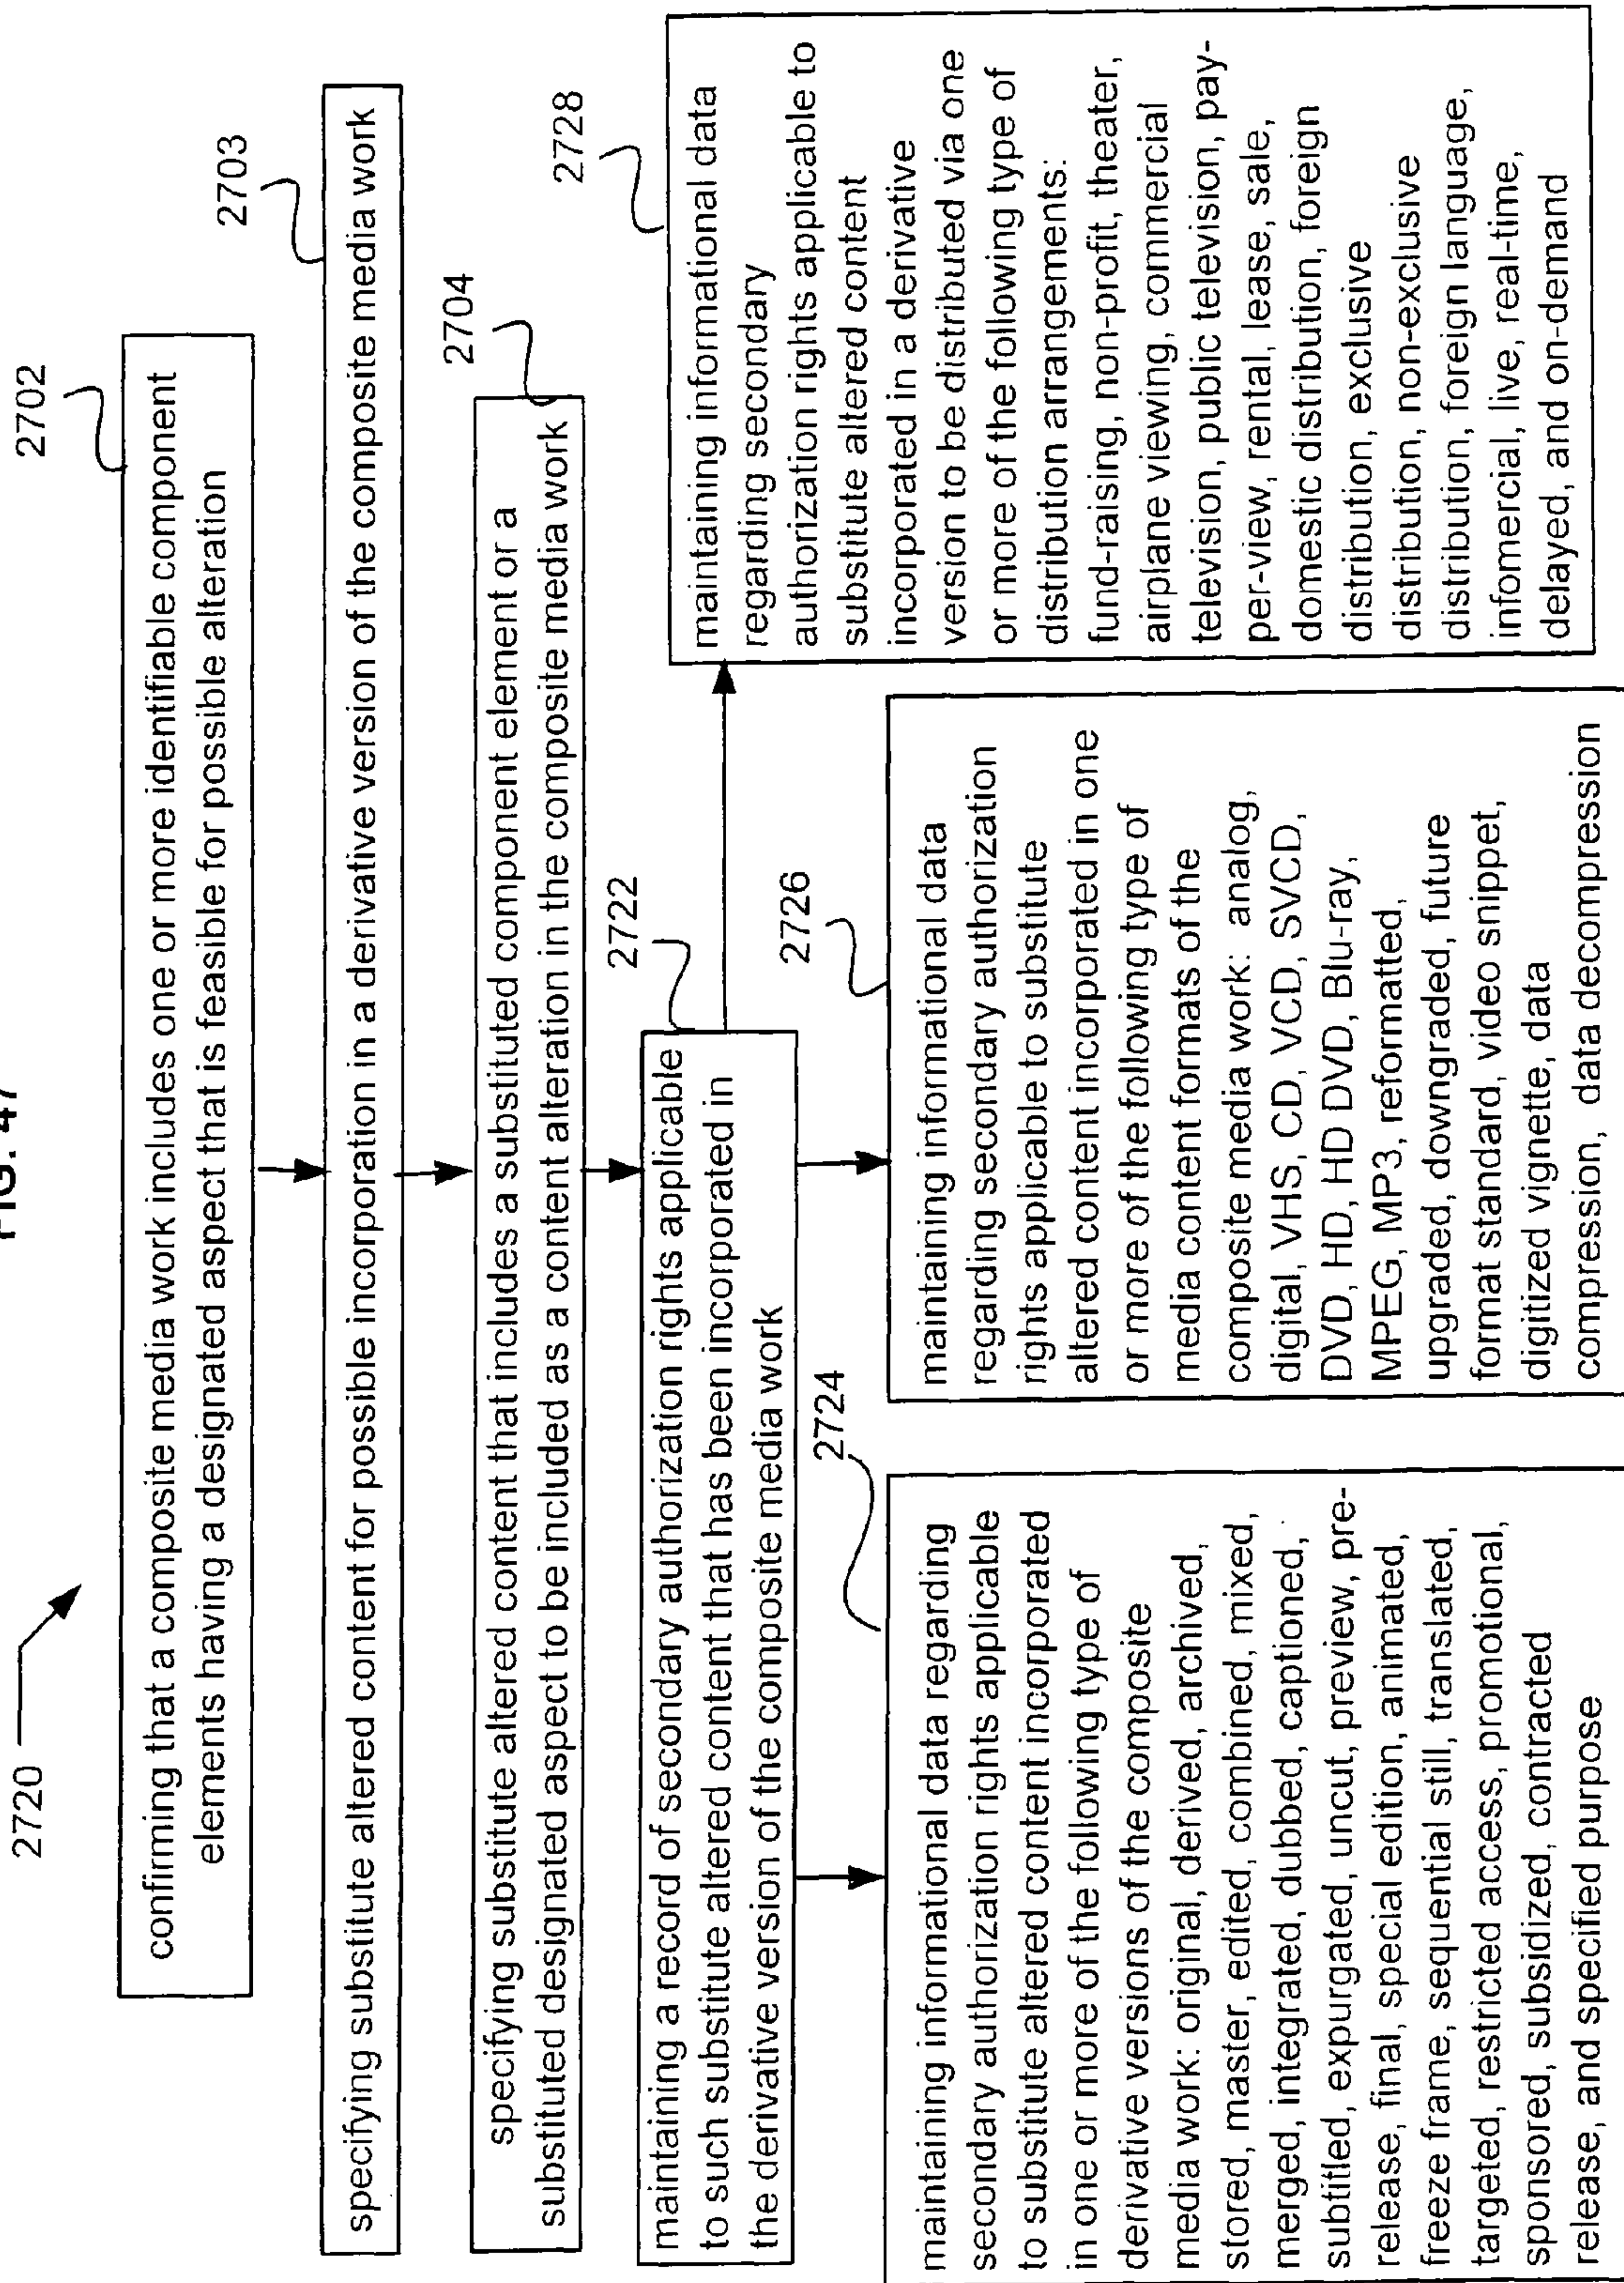 FIG. 47
2720
2702
confirming that a composite media work includes one or more identifiable component
elements having a designated aspect that is feasible for possible alteration
2703
specifying substitute altered content for possible incorporation in a derivative version of the composite media work
2704
specifying substitute altered content that includes a substituted component element or a
substituted designated aspect to be included as a content alteration in the composite media work
2722
maintaining a record of secondary authorization rights applicable
to such substitute altered content that has been incorporated in
the derivative version of the composite media work
2724
maintaining informational data regarding
secondary authorization rights applicable
to substitute altered content incorporated
in one or more of the following type of
derivative versions of the composite
media work: original, derived, archived,
stored, master, edited, combined, mixed,
merged, integrated, dubbed, captioned,
subtitled, expurgated, uncut, preview, pre-
release, final, special edition, animated,
freeze frame, sequential still, translated,
targeted, restricted access, promotional,
sponsored, subsidized, contracted
release, and specified purpose
2726
maintaining informational data
regarding secondary authorization
rights applicable to substitute
altered content incorporated in one
or more of the following type of
media content formats of the
composite media work: analog,
digital, VHS, CD, VCD, SVCD,
DVD, HD, HD DVD, Blu-ray,
MPEG, MP3, reformatted,
upgraded, downgraded, future
format standard, video snippet,
digitized vignette, data
compression, data decompression
2728
maintaining informational data
regarding secondary
authorization rights applicable to
substitute altered content
incorporated in a derivative
version to be distributed via one
or more of the following type of
distribution arrangements:
fund-raising, non-profit, theater,
airplane viewing, commercial
television, public television, pay-
per-view, rental, lease, sale,
domestic distribution, foreign
distribution, exclusive
distribution, non-exclusive
distribution, foreign language,
infomercial, live, real-time,
delayed, and on-demand